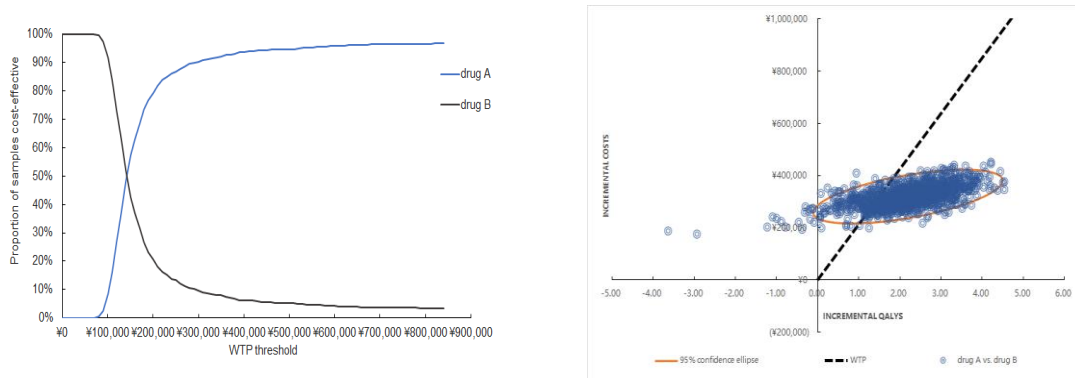 Proportion of samples cost-effective
100%
90%
80%
70%
60%
50%
40%
30%
20%
10%
0%
¥0 ¥100,000 ¥200,000 ¥300,000 ¥400,000 ¥500,000 ¥600,000 ¥700,000 ¥800,000 ¥900,000
WTP threshold
drug A
drug B
INCREMENTAL COSTS
¥1,000,000
¥800,000
¥600,000
¥400,000
¥200,000
¥0
-5.00 -4.00 -3.00 -2.00 -1.00 0.00 1.00 2.00 3.00 4.00 5.00 6.00
INCREMENTAL QALYS
(¥200,000)
95% confidence ellipse WTP drug A vs. drug B